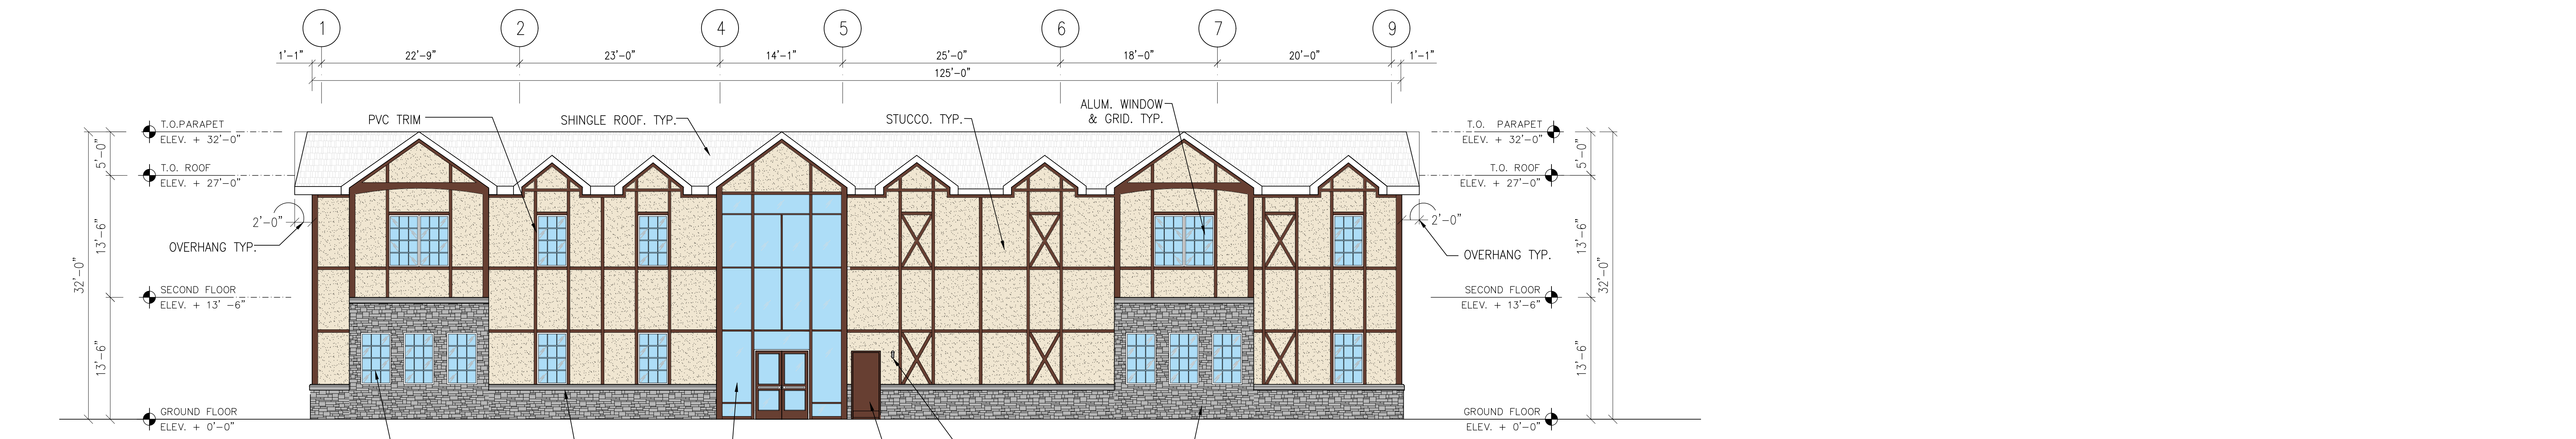 1 2 4 5 6 7 9
1'-1" 22'-9" 23'-0" 14'-1" 25'-0" 18'-0" 20'-0" 1'-1"
125'-0"
PVC TRIM
SHINGLE ROOF. TYP.
STUCCO. TYP.
ALUM. WINDOW
& GRID. TYP.
T.O.PARAPET
ELEV. + 32'-0"
T.O. ROOF
ELEV. + 27'-0"
5'-0"
2'-0"
OVERHANG TYP.
13'-6"
32'-0"
SECOND FLOOR
ELEV. + 13' -6"
13'-6"
GROUND FLOOR
ELEV. + 0'-0"
T.O. PARAPET
ELEV. + 32'-0"
T.O. ROOF
ELEV. + 27'-0"
5'-0"
2'-0"
OVERHANG TYP.
13'-6"
32'-0"
SECOND FLOOR
ELEV. + 13'-6"
13'-6"
GROUND FLOOR
ELEV. + 0'-0"